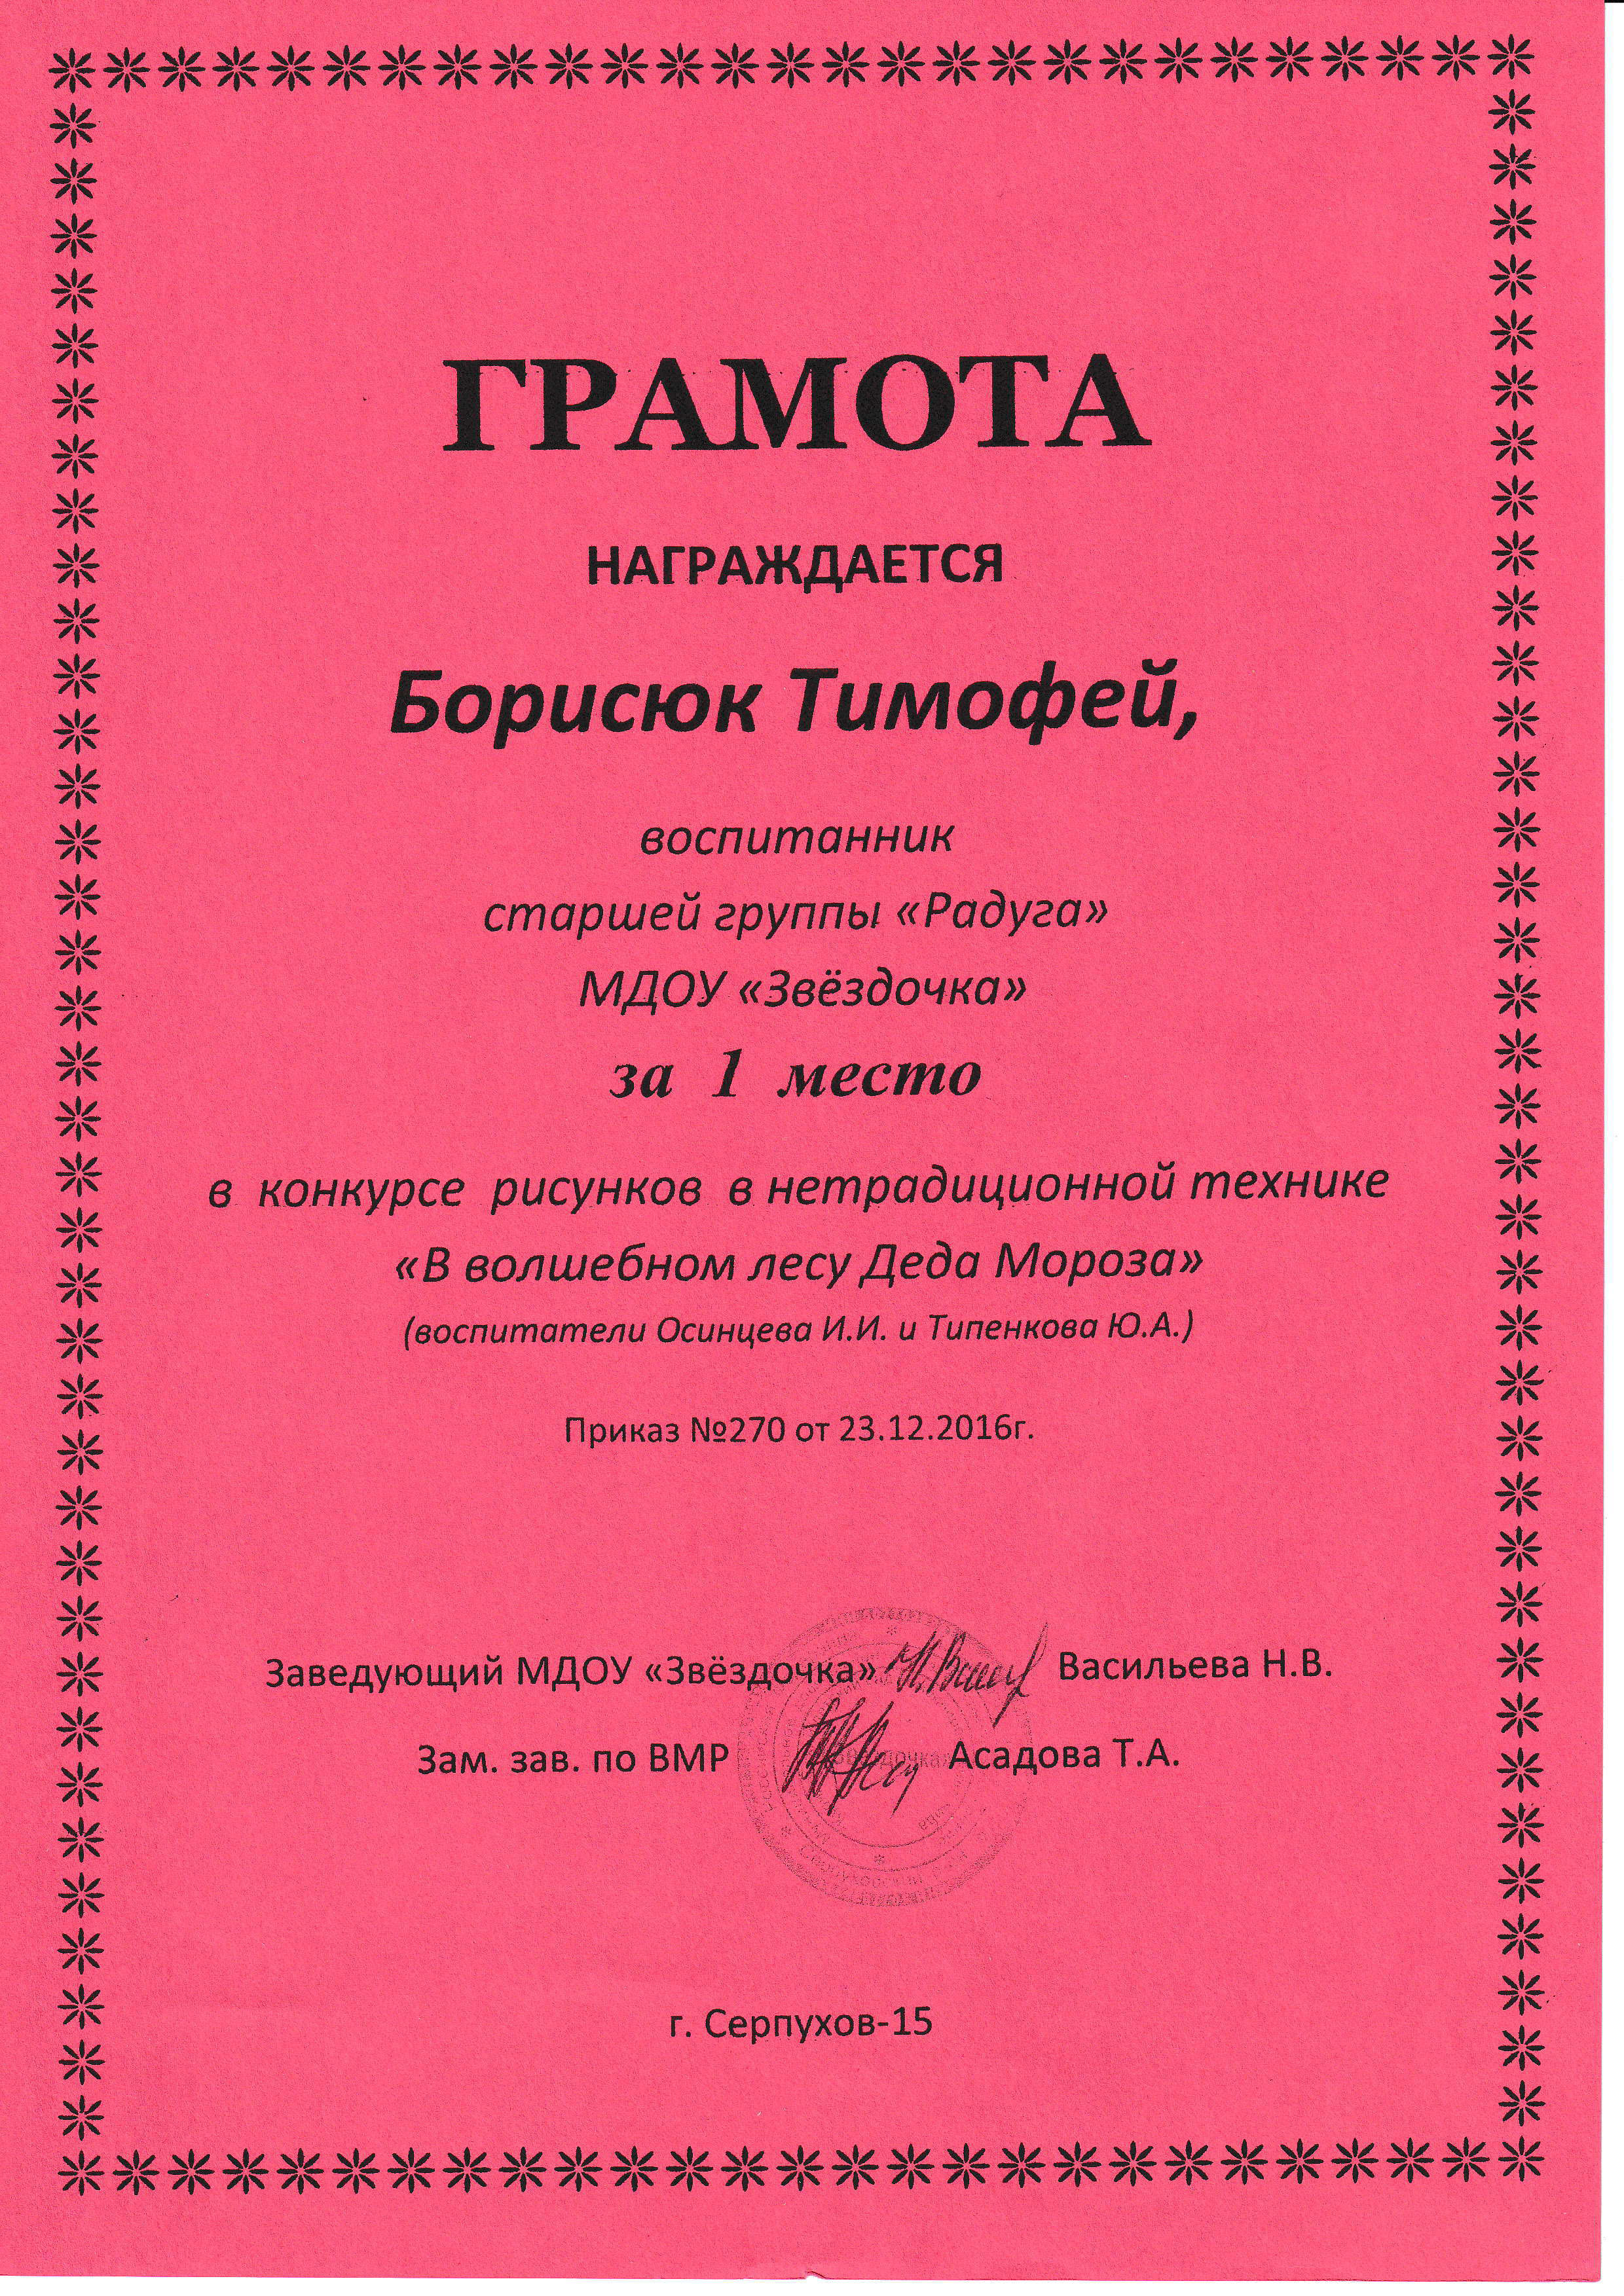 ГРАМОТА
НАГРАЖДАЕТСЯ
Борисюк Тимофей,
воспитанник
старшей группы «Радуга»
МДОУ «Звёздочка»
за 1 место
в конкурсе рисунков в нетрадиционной технике
«В волшебном лесу Деда Мороза»
(воспитатели Осинцева И.И. и Типенкова Ю.А.)
Приказ №270 от 23.12.2016г.
Заведующий МДОУ «Звёздочка» Васильева Н.В.
Зам. зав. по ВМР Асадова Т.А.
г. Серпухов-15